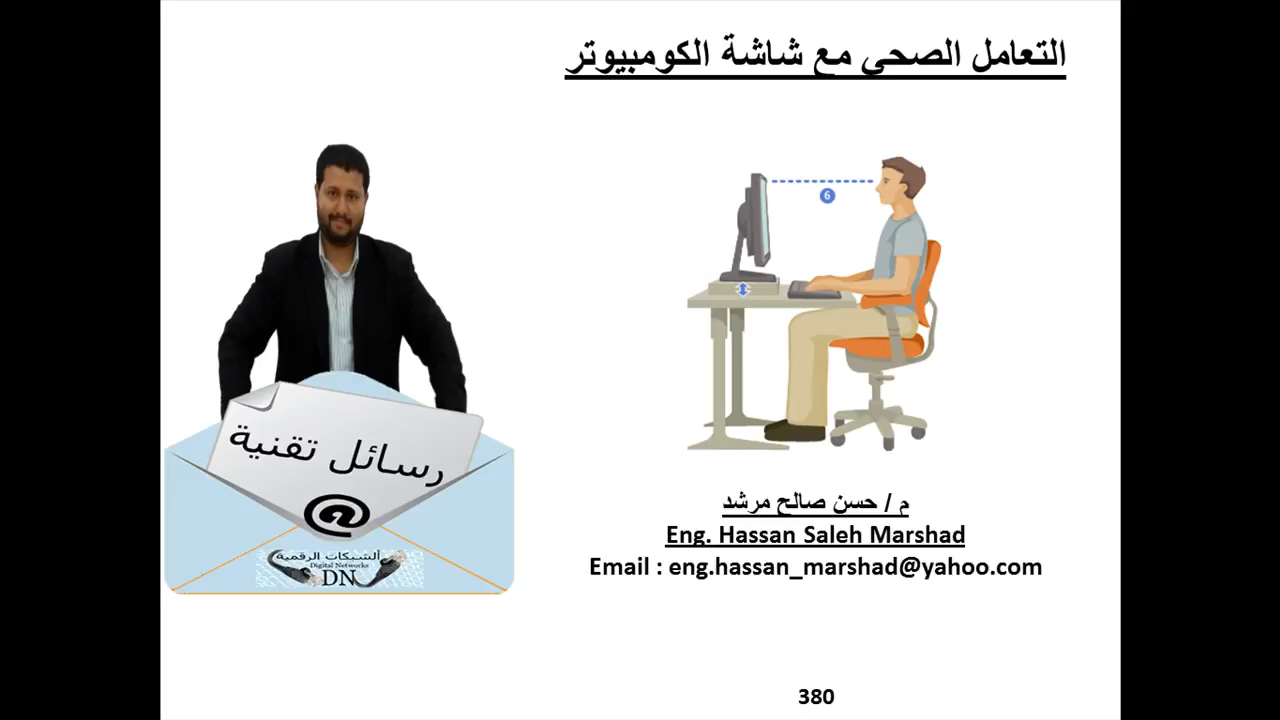 التعامل الصحي مع شاشة الكومبيوتر
6
رسائل تقنية
@
الشبكات الرقمية
Digital Networks
DN
م / حسن صالح مرشد
Eng. Hassan Saleh Marshad
Email : eng.hassan_marshad@yahoo.com
380